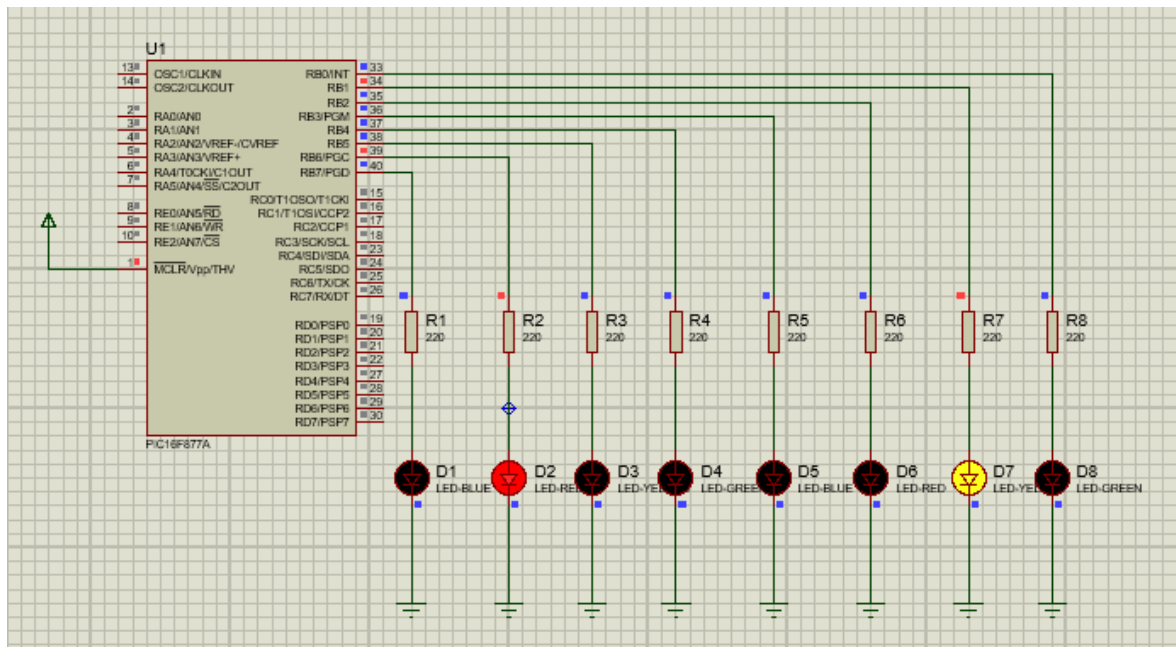 U1
13
OSC1/CLKIN
RB0/INT
33
14
OSC2/CLKOUT
RB1
34
RB2
35
2
RA0/AN0
RB3/PGM
36
3
RA1/AN1
RB4
37
4
RA2/AN2/VREF-/CVREF
RB5
38
5
RA3/AN3/VREF+
RB6/PGC
39
6
RA4/T0CKI/C1OUT
RB7/PGD
40
7
RA5/AN4/SS/C2OUT
RC0/T1OSO/T1CKI
15
8
RE0/AN5/RD
RC1/T1OSI/CCP2
16
9
RE1/AN6/WR
RC2/CCP1
17
10
RE2/AN7/CS
RC3/SCK/SCL
18
RC4/SDI/SDA
23
1
MCLR/Vpp/THV
RC5/SDO
24
RC6/TX/CK
25
RC7/RX/DT
26
RD0/PSP0
19
RD1/PSP1
20
RD2/PSP2
21
RD3/PSP3
22
RD4/PSP4
27
RD5/PSP5
28
RD6/PSP6
29
RD7/PSP7
30
PIC16F877A
R1
220
R2
220
R3
220
R4
220
R5
220
R6
220
R7
220
R8
220
D1
LED-BLUE
D2
LED-RED
D3
LED-YE
D4
LED-GREEN
D5
LED-BLUE
D6
LED-RED
D7
LED-YE
D8
LED-GREEN